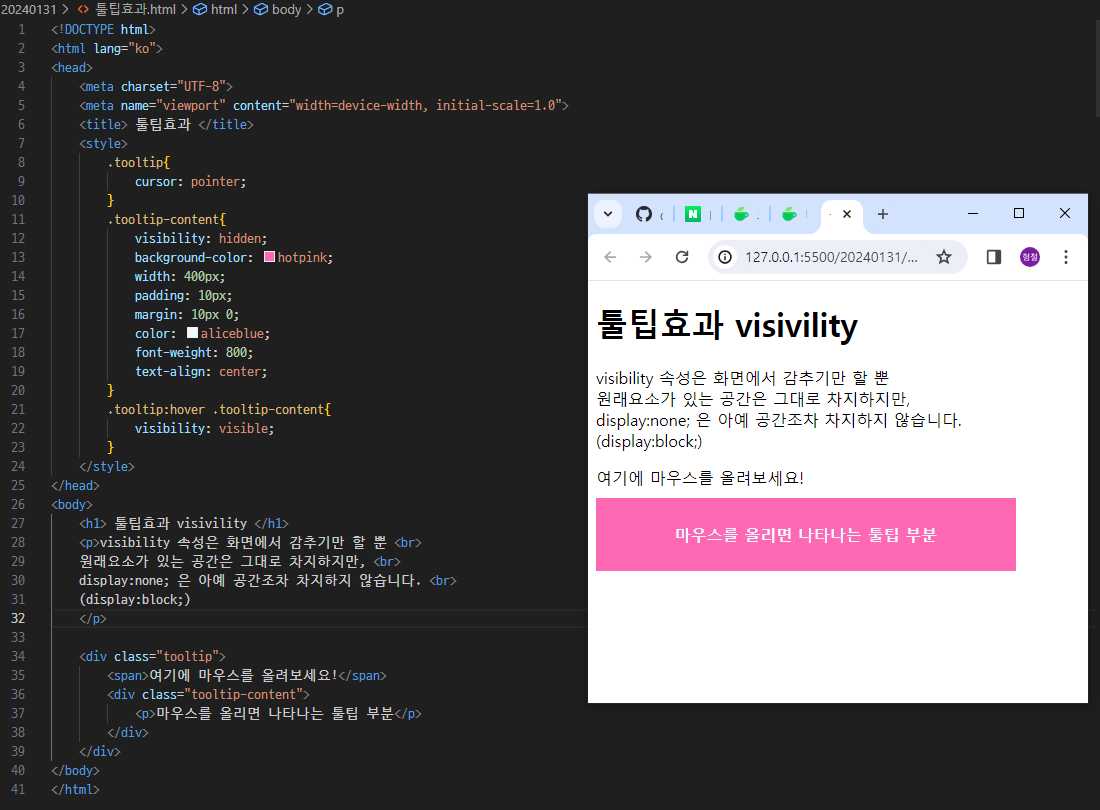 20240131 > <> 툴팁효과.html > html > body > p
1 <!DOCTYPE html>
2 <html lang="ko">
3 <head>
4 <meta charset="UTF-8">
5 <meta name="viewport" content="width=device-width, initial-scale=1.0">
6 <title> 툴팁효과 </title>
7 <style>
8 .tooltip{
9 cursor: pointer;
10 }
11 .tooltip-content{
12 visibility: hidden;
13 background-color: hotpink;
14 width: 400px;
15 padding: 10px;
16 margin: 10px 0;
17 color: aliceblue;
18 font-weight: 800;
19 text-align: center;
20 }
21 .tooltip:hover .tooltip-content{
22 visibility: visible;
23 }
24 </style>
25 </head>
26 <body>
27 <h1> 툴팁효과 visivility </h1>
28 <p>visibility 속성은 화면에서 감추기만 할 뿐 <br>
29 원래요소가 있는 공간은 그대로 차지하지만, <br>
30 display:none; 은 아예 공간조차 차지하지 않습니다. <br>
31 (display:block;)
32 </p>
33
34 <div class="tooltip">
35 <span>여기에 마우스를 올려보세요!</span>
36 <div class="tooltip-content">
37 <p>마우스를 올리면 나타나는 툴팁 부분</p>
38 </div>
39 </div>
40 </body>
41 </html>
N
127.0.0.1:5500/20240131/...
형철
툴팁효과 visivility
visibility 속성은 화면에서 감추기만 할 뿐
원래요소가 있는 공간은 그대로 차지하지만,
display:none; 은 아예 공간조차 차지하지 않습니다.
(display:block;)
여기에 마우스를 올려보세요!
마우스를 올리면 나타나는 툴팁 부분